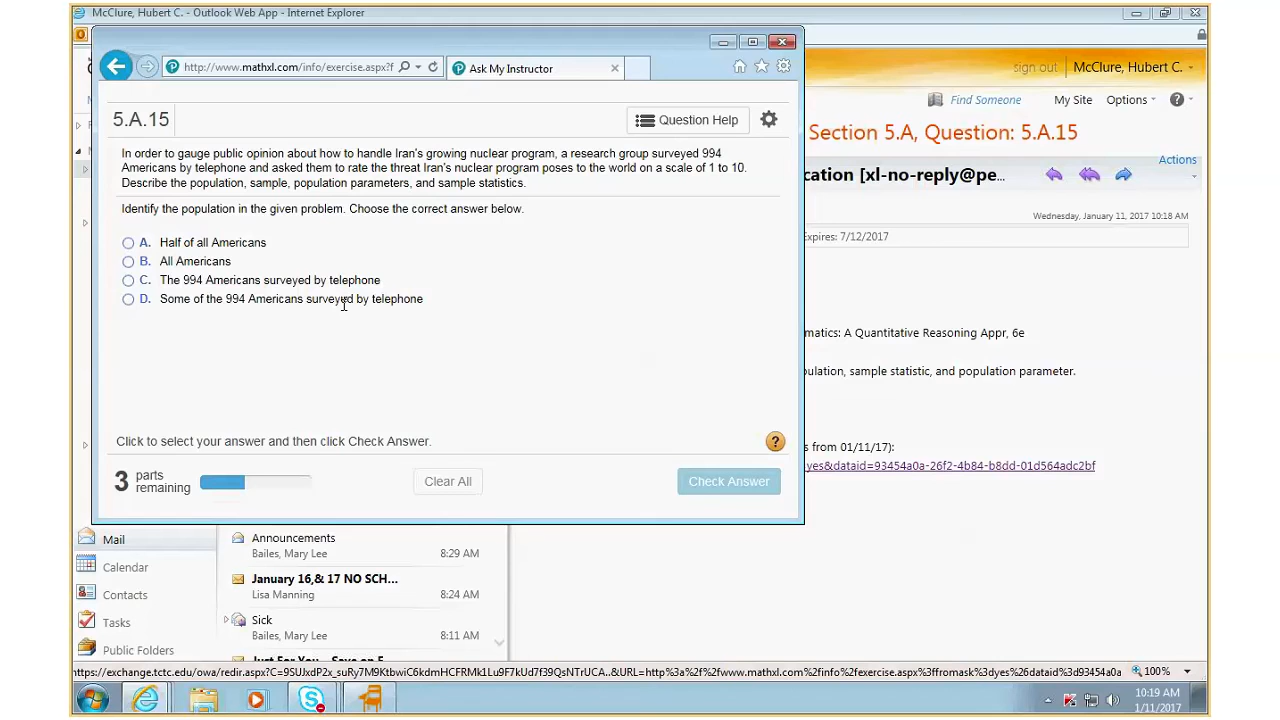 McClure, Hubert C. - Outlook Web App - Internet Explorer
http://www.mathxl.com/info/exercise.aspx?f
Ask My Instructor
sign out
McClure, Hubert C.
Find Someone
My Site
Options
5.A.15
Question Help
Section 5.A, Question: 5.A.15
Actions
In order to gauge public opinion about how to handle Iran's growing nuclear program, a research group surveyed 994
Americans by telephone and asked them to rate the threat Iran's nuclear program poses to the world on a scale of 1 to 10.
Describe the population, sample, population parameters, and sample statistics.
cation [xl-no-reply@pe...
Identify the population in the given problem. Choose the correct answer below.
Wednesday, January 11, 2017 10:18 AM
Expires: 7/12/2017
A. Half of all Americans
B. All Americans
C. The 994 Americans surveyed by telephone
D. Some of the 994 Americans surveyed by telephone
matics: A Quantitative Reasoning Appr, 6e
pulation, sample statistic, and population parameter.
Click to select your answer and then click Check Answer.
?
s from 01/11/17):
yes&dataid=93454a0a-26f2-4b84-b8dd-01d564adc2bf
3 parts
remaining
Clear All
Check Answer
Mail
Calendar
Contacts
Tasks
Public Folders
Announcements
Bailes, Mary Lee 8:29 AM
January 16,& 17 NO SCH...
Lisa Manning 8:24 AM
Sick
Bailes, Mary Lee 8:11 AM
100%
10:19 AM
1/11/2017